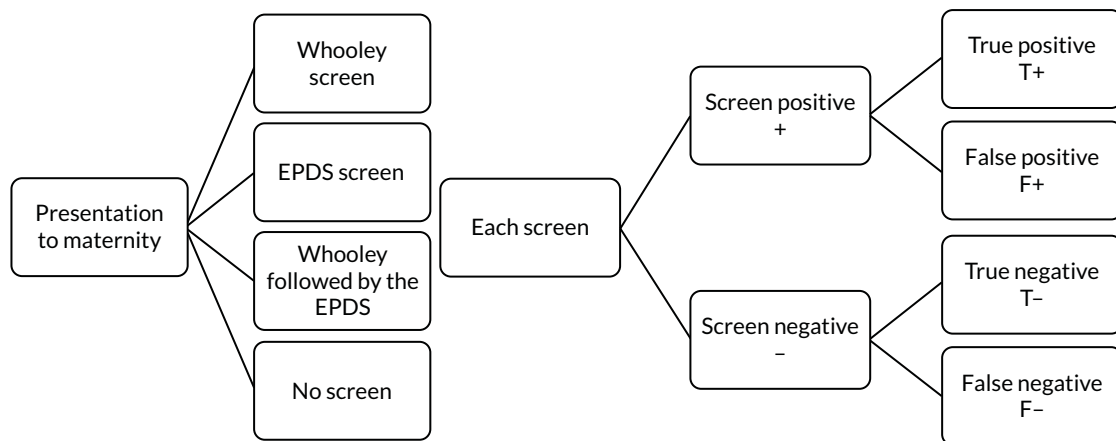 Presentation
to maternity
Whooley
screen
EPDS screen
Whooley
followed by the
EPDS
No screen
Each screen
Screen positive
+
Screen negative
–
True positive
T+
False positive
F+
True negative
T–
False negative
F–